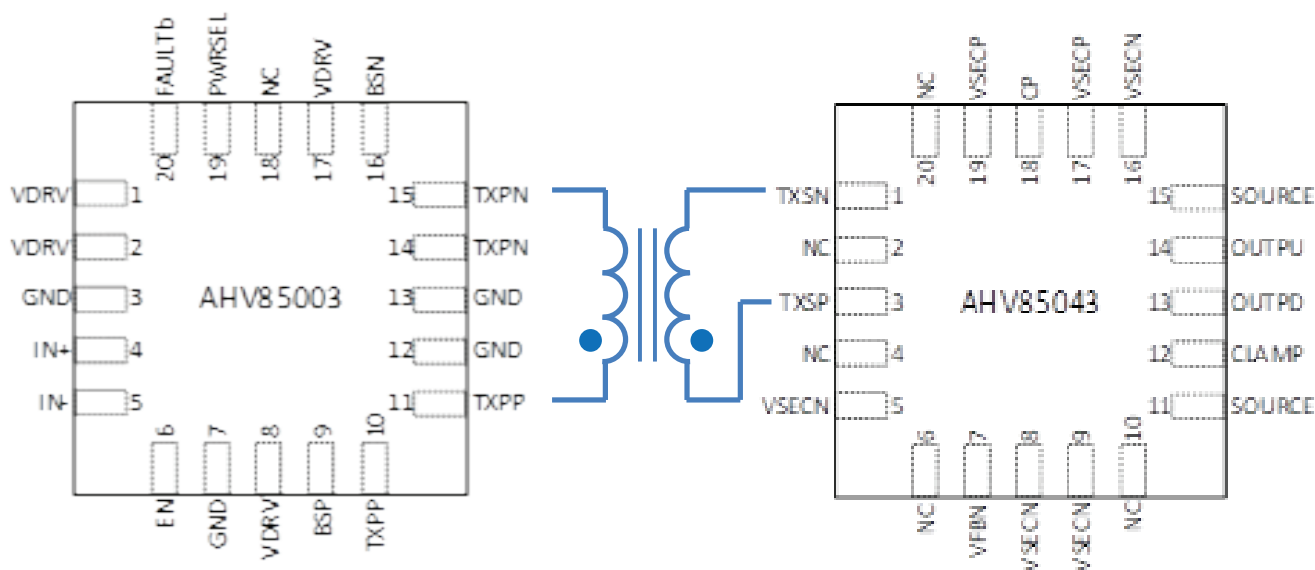 FAULTb PWRSEL NC VDRV BSN
20 19 18 17 16
VDRV 1
VDRV 2
GND 3
IN+ 4
IN- 5
AHV85003
15 TXPN
14 TXPN
13 GND
12 GND
11 TXPP
6 7 8 9 10
EN GND VDRV BSP TXPP
NC VSECP CP VSECP VSECN
20 19 18 17 16
TXSN 1
NC 2
TXSP 3
NC 4
VSECN 5
AHV85043
15 SOURCE
14 OUTPU
13 OUTPD
12 CLAMP
11 SOURCE
6 7 8 9 10
NC VFBN VSECN VSECN NC